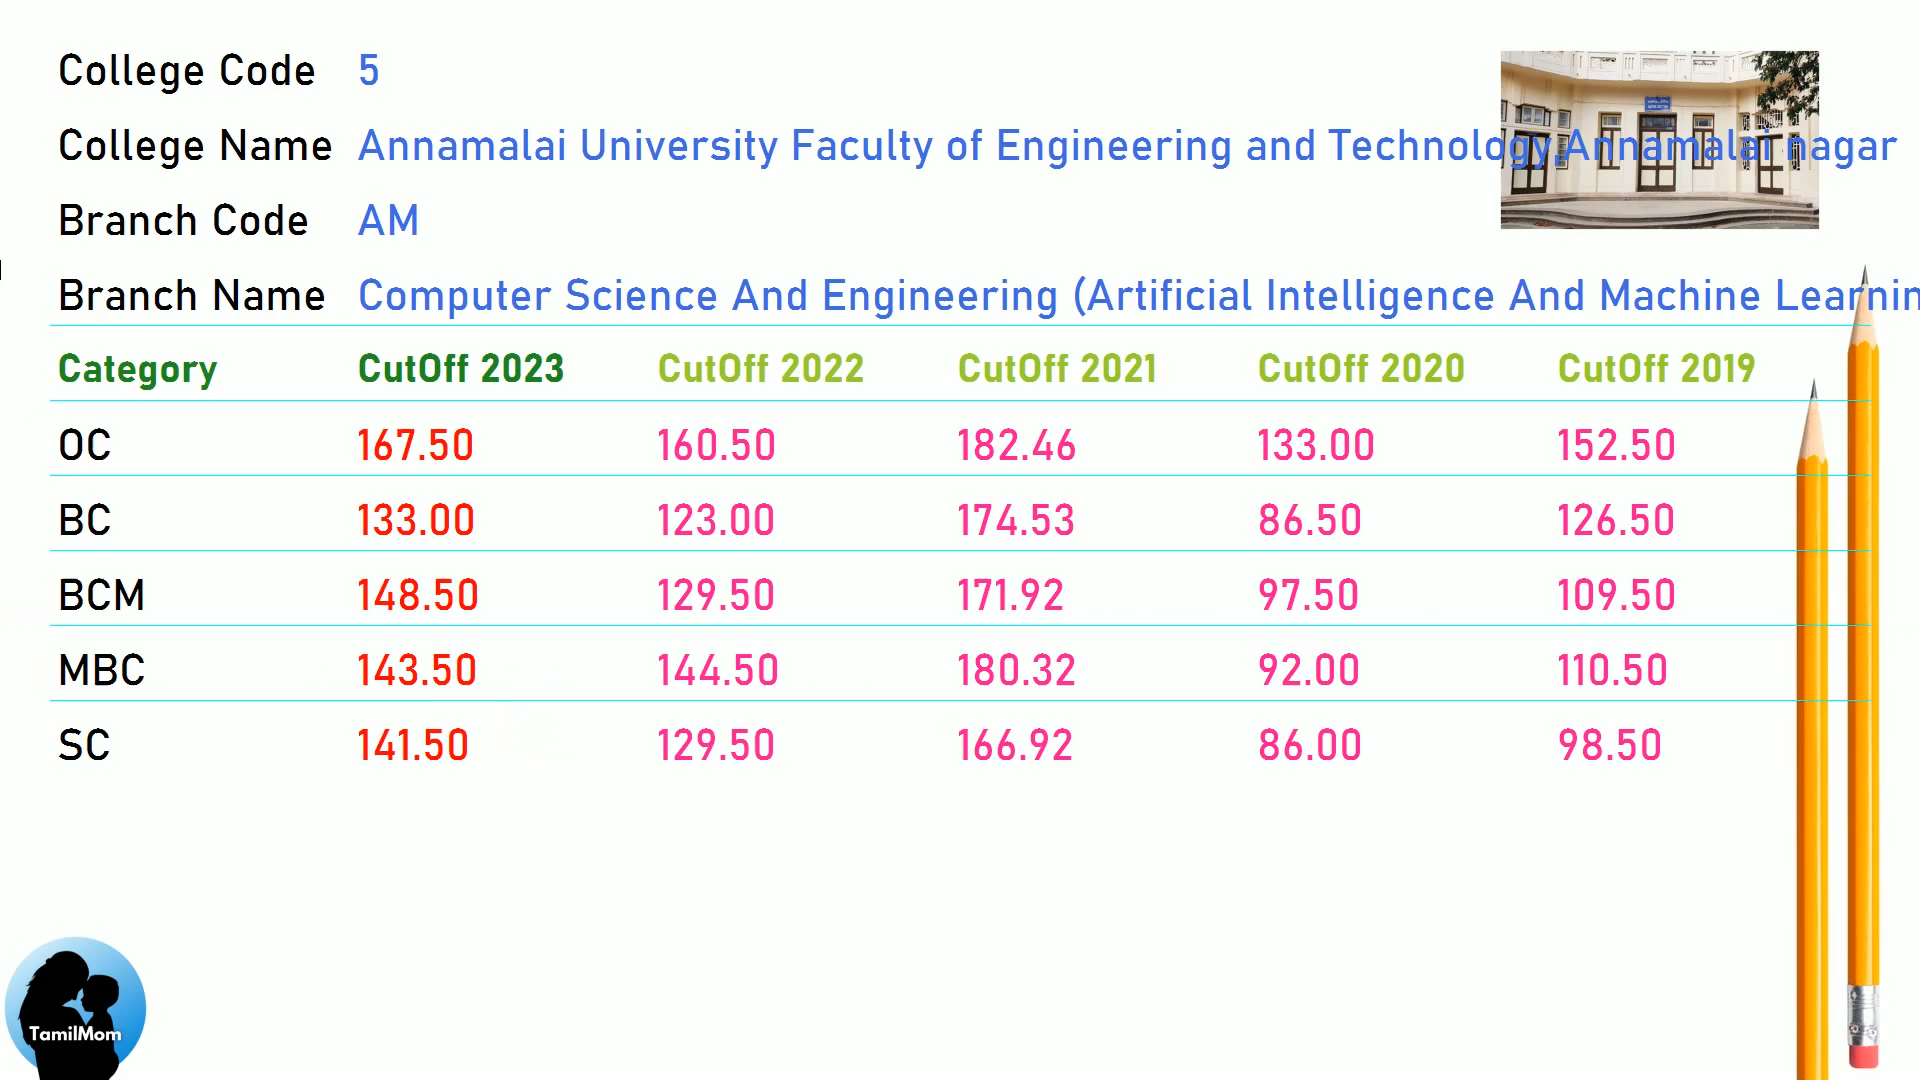 College Code 5
College Name Annamalai University Faculty of Engineering and Technology,Annamalai nagar
Branch Code AM
Branch Name Computer Science And Engineering (Artificial Intelligence And Machine Learnin
Category CutOff 2023 CutOff 2022 CutOff 2021 CutOff 2020 CutOff 2019
OC 167.50 160.50 182.46 133.00 152.50
BC 133.00 123.00 174.53 86.50 126.50
BCM 148.50 129.50 171.92 97.50 109.50
MBC 143.50 144.50 180.32 92.00 110.50
SC 141.50 129.50 166.92 86.00 98.50
TamilMom